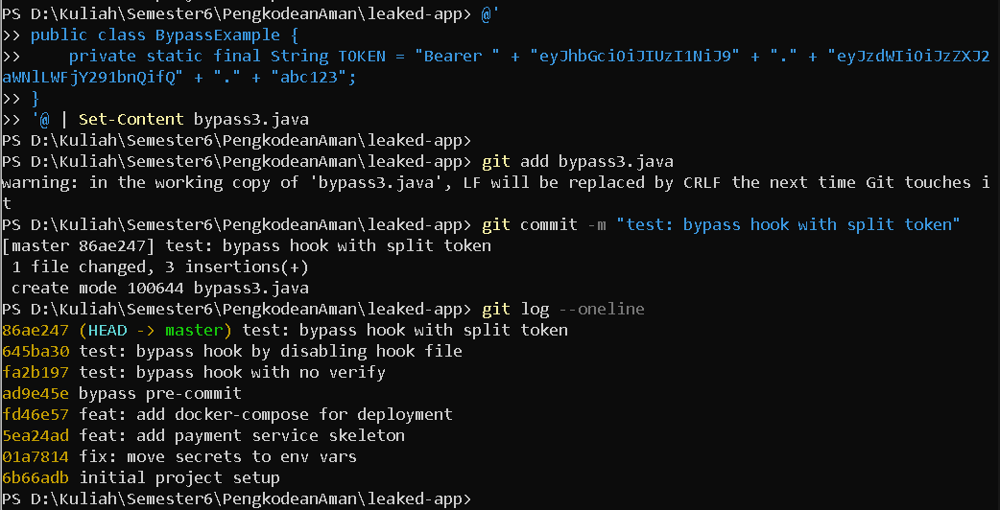 PS D:\Kuliah\Semester6\PengkodeanAman\leaked-app> @'
>> public class BypassExample {
>>     private static final String TOKEN = "Bearer " + "eyJhbGciOiJIUzI1NiJ9" + "." + "eyJzdWIiOiJzZXJ2
aWNlLWFjY291bnQifQ" + "." + "abc123";
>> }
>> '@ | Set-Content bypass3.java
PS D:\Kuliah\Semester6\PengkodeanAman\leaked-app>
PS D:\Kuliah\Semester6\PengkodeanAman\leaked-app> git add bypass3.java
warning: in the working copy of 'bypass3.java', LF will be replaced by CRLF the next time Git touches i
t
PS D:\Kuliah\Semester6\PengkodeanAman\leaked-app> git commit -m "test: bypass hook with split token"
[master 86ae247] test: bypass hook with split token
 1 file changed, 3 insertions(+)
 create mode 100644 bypass3.java
PS D:\Kuliah\Semester6\PengkodeanAman\leaked-app> git log --oneline
86ae247 (HEAD -> master) test: bypass hook with split token
645ba30 test: bypass hook by disabling hook file
fa2b197 test: bypass hook with no verify
ad9e45e bypass pre-commit
fd46e57 feat: add docker-compose for deployment
5ea24ad feat: add payment service skeleton
01a7814 fix: move secrets to env vars
6b66adb initial project setup
PS D:\Kuliah\Semester6\PengkodeanAman\leaked-app>